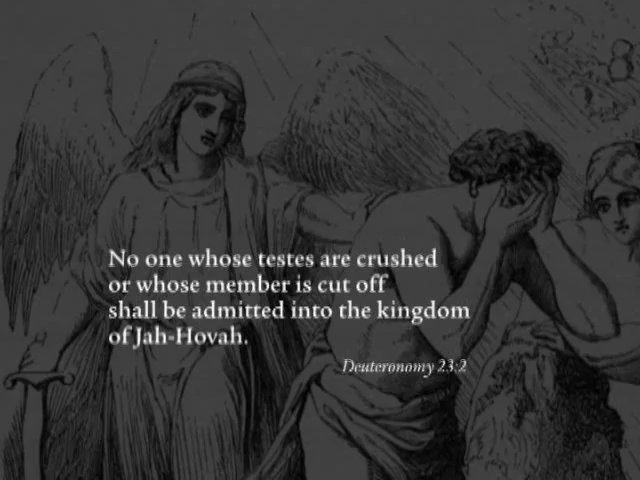 No one whose testes are crushed
or whose member is cut off
shall be admitted into the kingdom
of Jah-Hovah.
Deuteronomy 23:2